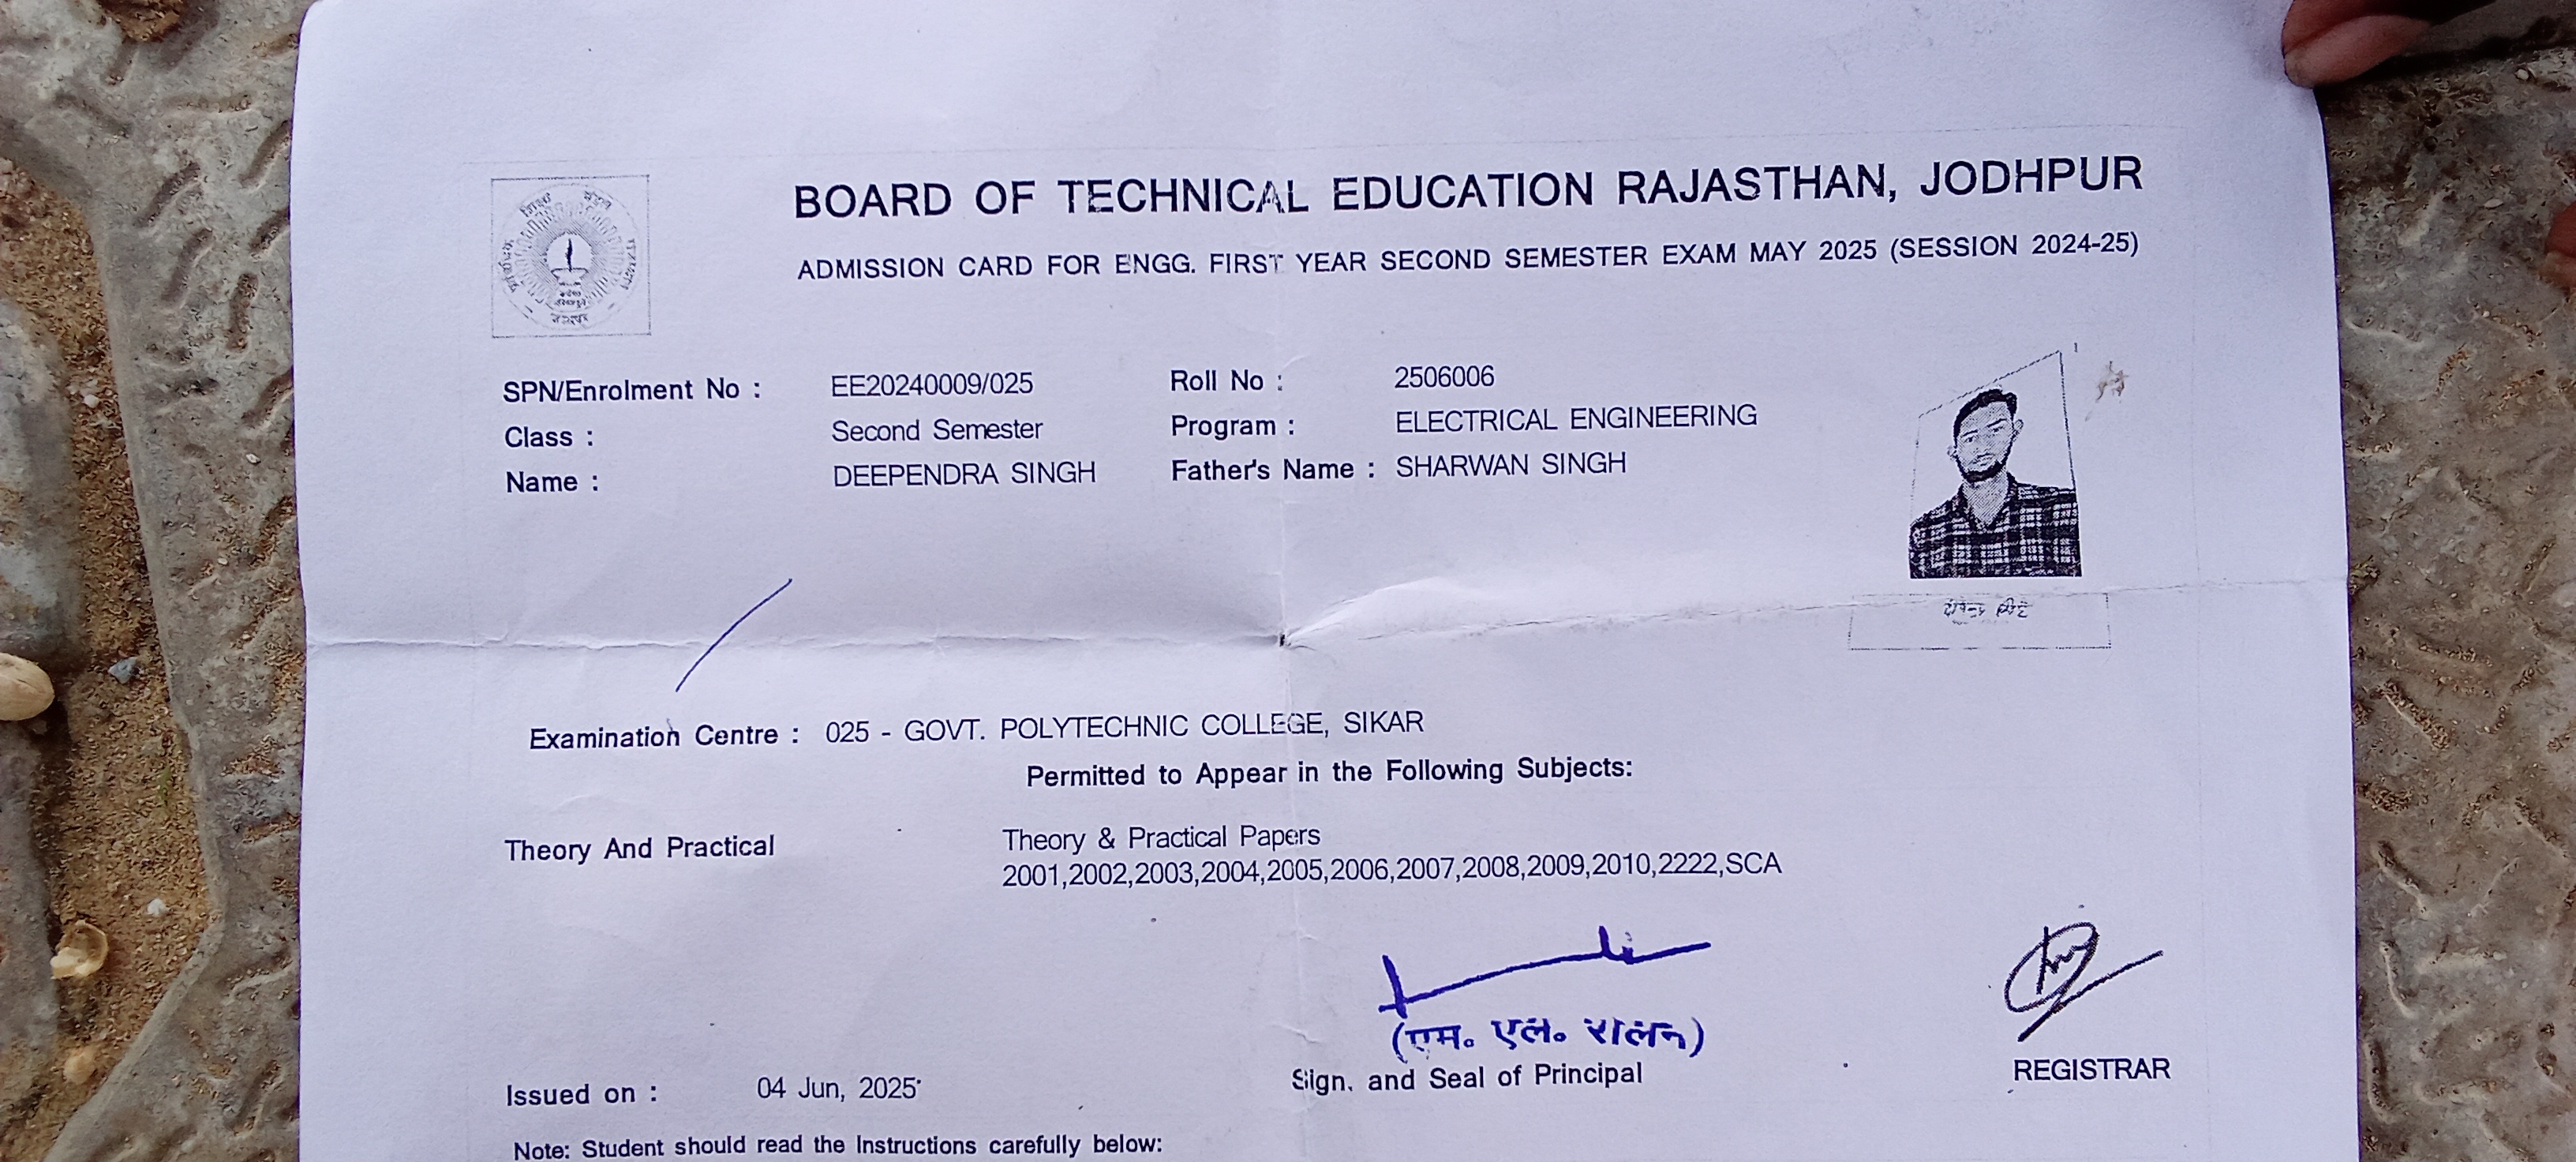 BOARD OF TECHNICAL EDUCATION RAJASTHAN, JODHPUR
ADMISSION CARD FOR ENGG. FIRST YEAR SECOND SEMESTER EXAM MAY 2025 (SESSION 2024-25)
SPN/Enrolment No : EE20240009/025 Roll No : 2506006
Class : Second Semester Program : ELECTRICAL ENGINEERING
Name : DEEPENDRA SINGH Father's Name : SHARWAN SINGH
Examination Centre : 025 - GOVT. POLYTECHNIC COLLEGE, SIKAR
Permitted to Appear in the Following Subjects:
Theory And Practical Theory & Practical Papers
2001,2002,2003,2004,2005,2006,2007,2008,2009,2010,2222,SCA
(एम. एल. रालन)
Sign. and Seal of Principal
REGISTRAR
Issued on : 04 Jun, 2025
Note: Student should read the Instructions carefully below: